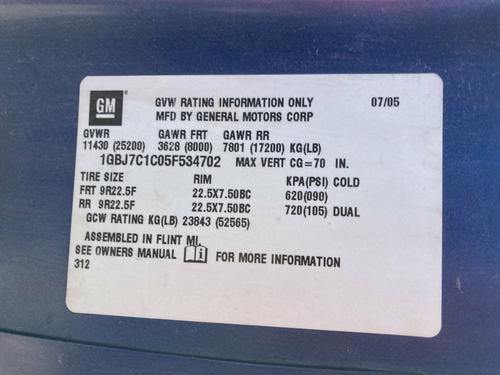 GM
GVW RATING INFORMATION ONLY 07/05
MFD BY GENERAL MOTORS CORP
GVWR GAWR FRT GAWR RR
11430 (25200) 3628 (8000) 7801 (17200) KG(LB)
1GBJ7C1C05F534702 MAX VERT CG=70 IN.
TIRE SIZE RIM KPA(PSI) COLD
FRT 9R22.5F 22.5X7.50BC 620(090)
RR 9R22.5F 22.5X7.50BC 720(105) DUAL
GCW RATING KG(LB) 23843 (52565)
ASSEMBLED IN FLINT MI.
SEE OWNERS MANUAL i FOR MORE INFORMATION
312